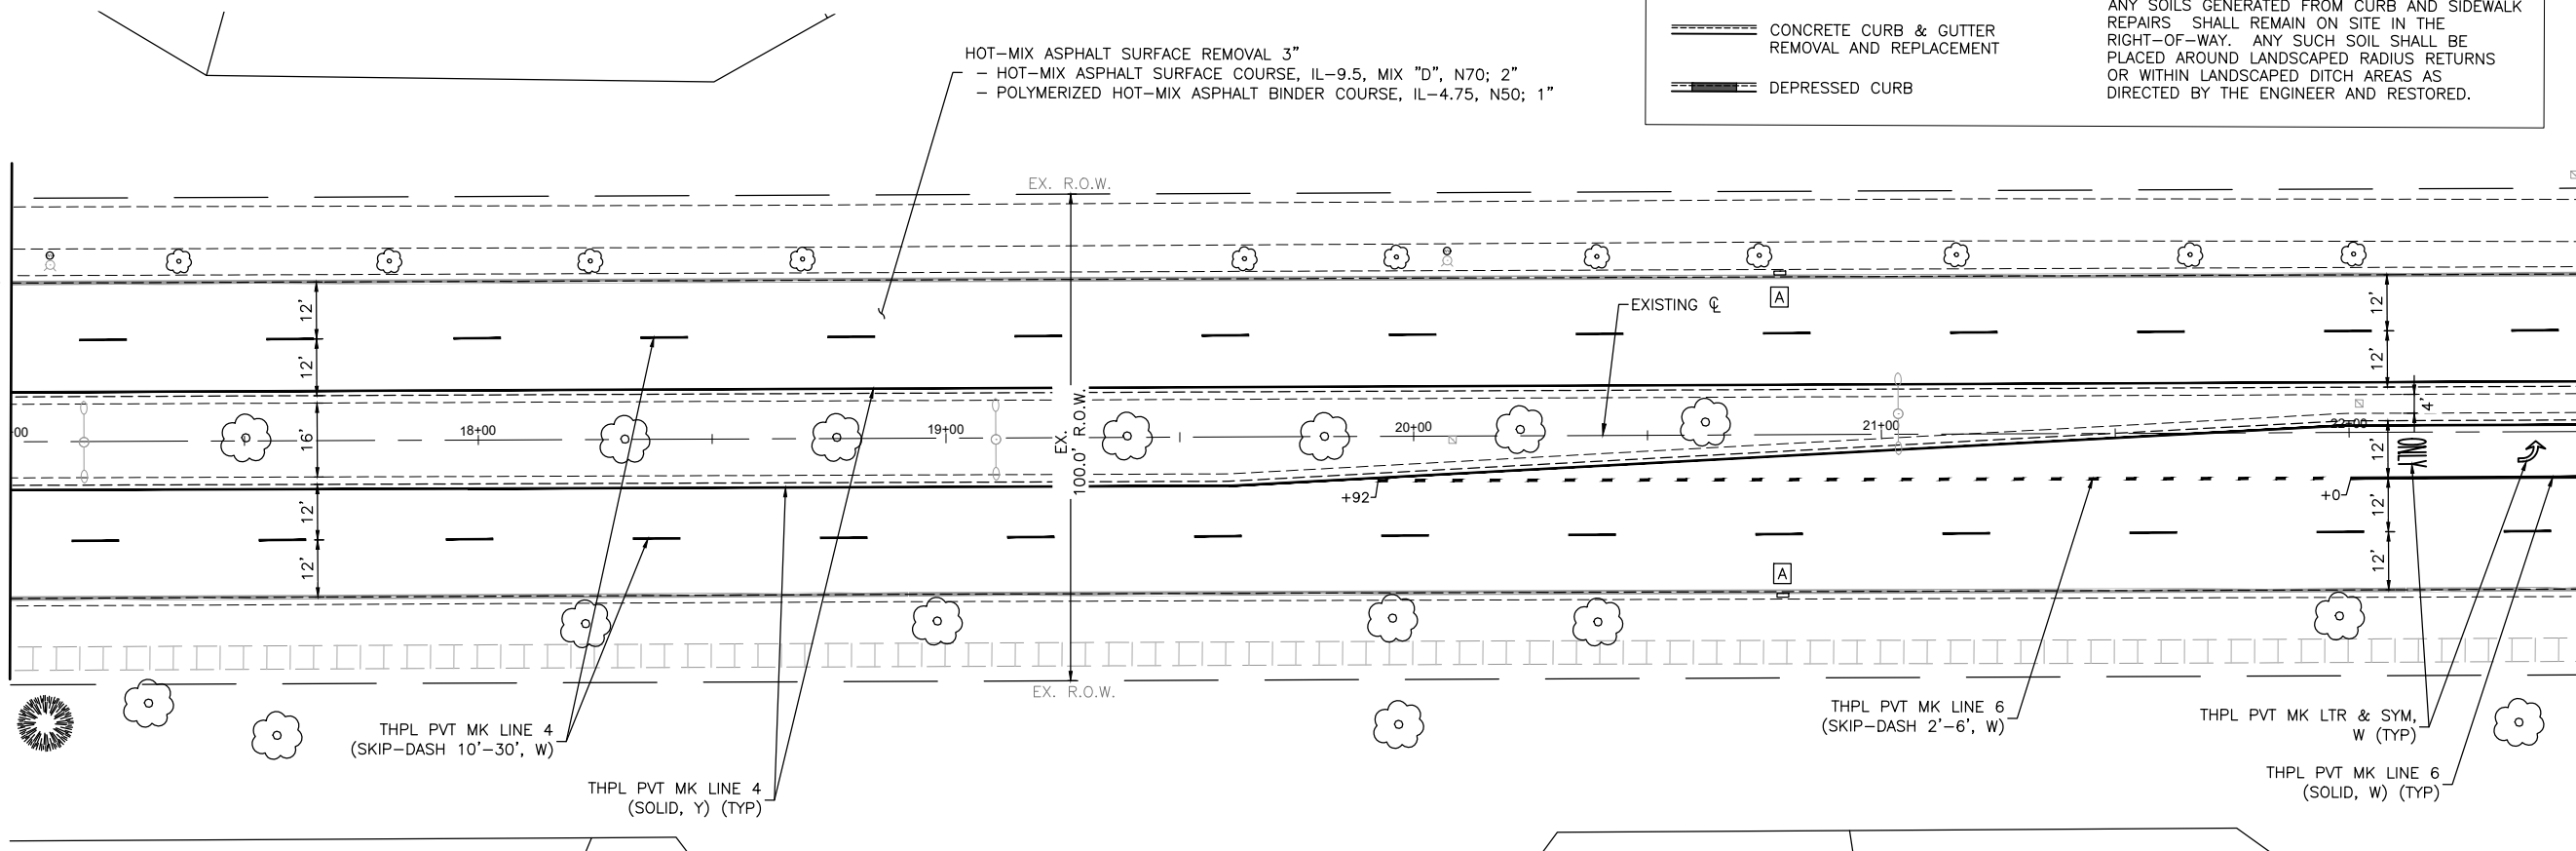 ANY SOILS GENERATED FROM CURB AND SIDEWALK
REPAIRS SHALL REMAIN ON SITE IN THE
RIGHT-OF-WAY. ANY SUCH SOIL SHALL BE
PLACED AROUND LANDSCAPED RADIUS RETURNS
OR WITHIN LANDSCAPED DITCH AREAS AS
DIRECTED BY THE ENGINEER AND RESTORED.
CONCRETE CURB & GUTTER
REMOVAL AND REPLACEMENT
DEPRESSED CURB
HOT-MIX ASPHALT SURFACE REMOVAL 3"
- HOT-MIX ASPHALT SURFACE COURSE, IL-9.5, MIX "D", N70; 2"
- POLYMERIZED HOT-MIX ASPHALT BINDER COURSE, IL-4.75, N50; 1"
EX. R.O.W.
A
EXISTING ℄
12'
12'
16'
12'
12'
12'
12'
4'
12'
12'
12'
00
18+00
19+00
20+00
21+00
22+00
EX.
100.0' R.O.W.
+92
+0
ONLY
A
EX. R.O.W.
THPL PVT MK LINE 4
(SKIP-DASH 10'-30', W)
THPL PVT MK LINE 4
(SOLID, Y) (TYP)
THPL PVT MK LINE 6
(SKIP-DASH 2'-6', W)
THPL PVT MK LTR & SYM,
W (TYP)
THPL PVT MK LINE 6
(SOLID, W) (TYP)